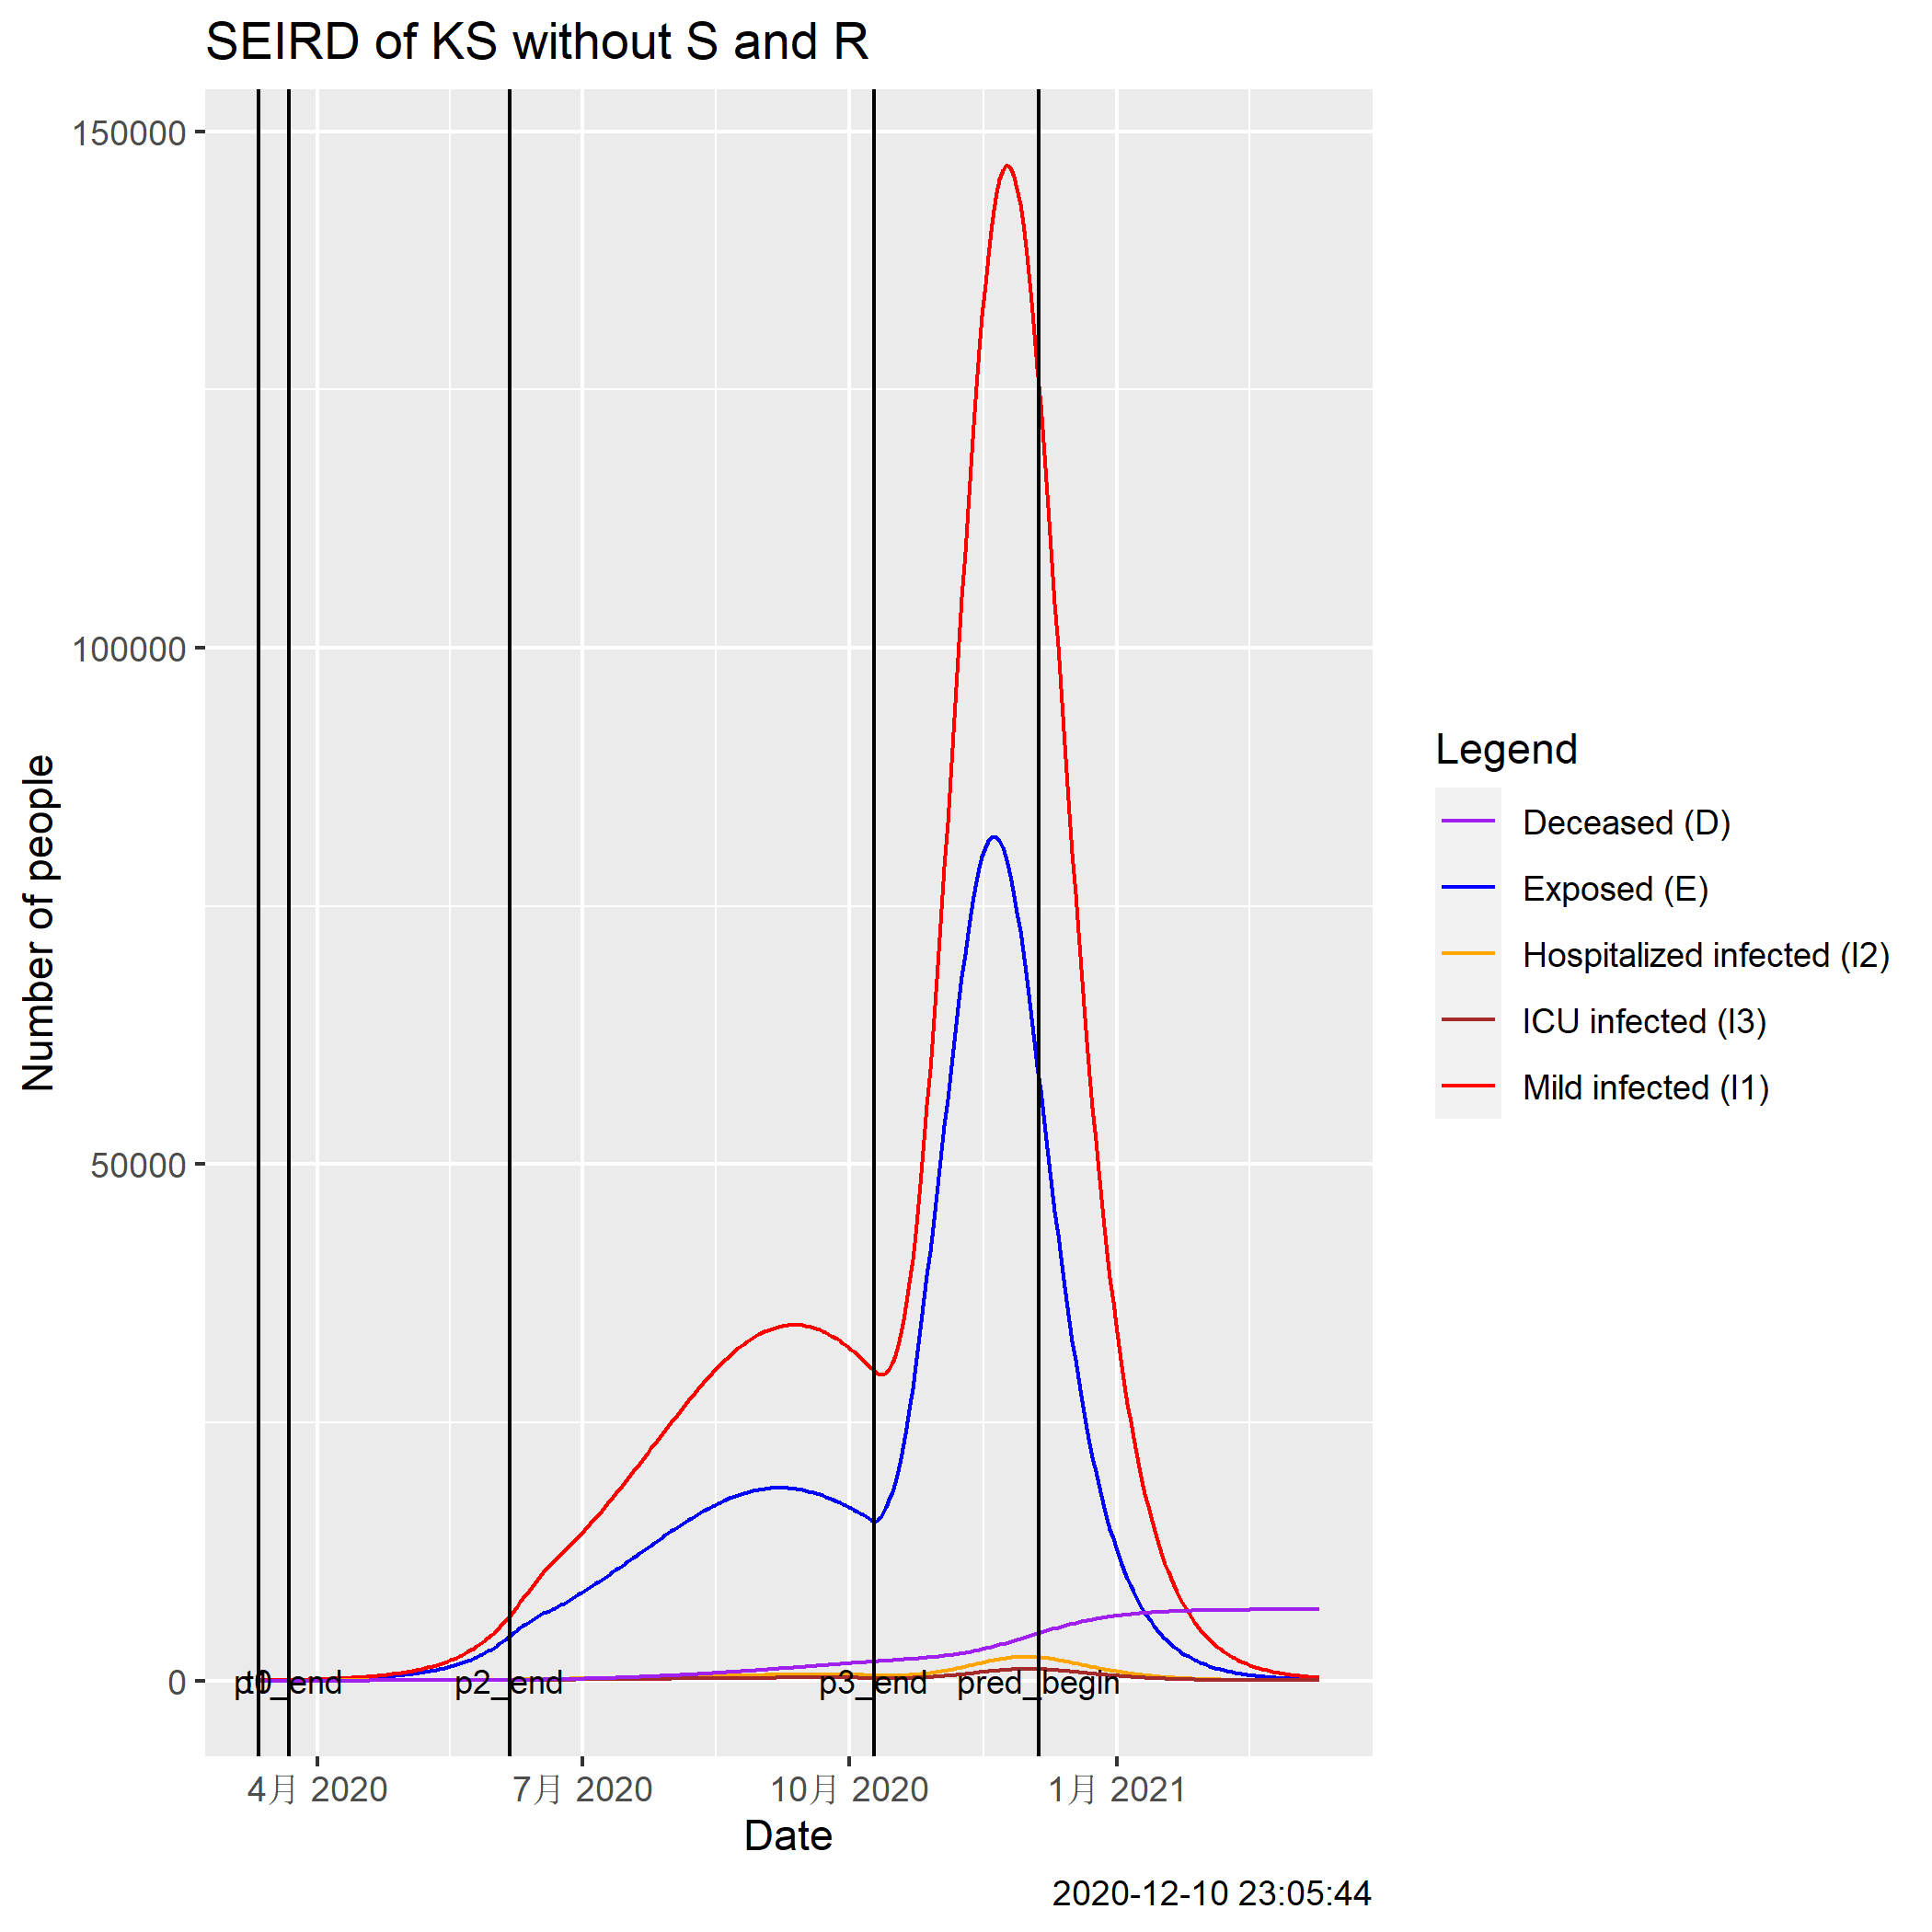 SEIRD of KS without S and R
150000
100000
50000
0
Number of people
p2_end
p3_end
pred_begin
4月 2020
7月 2020
10月 2020
1月 2021
Date
Legend
Deceased (D)
Exposed (E)
Hospitalized infected (I2)
ICU infected (I3)
Mild infected (I1)
2020-12-10 23:05:44